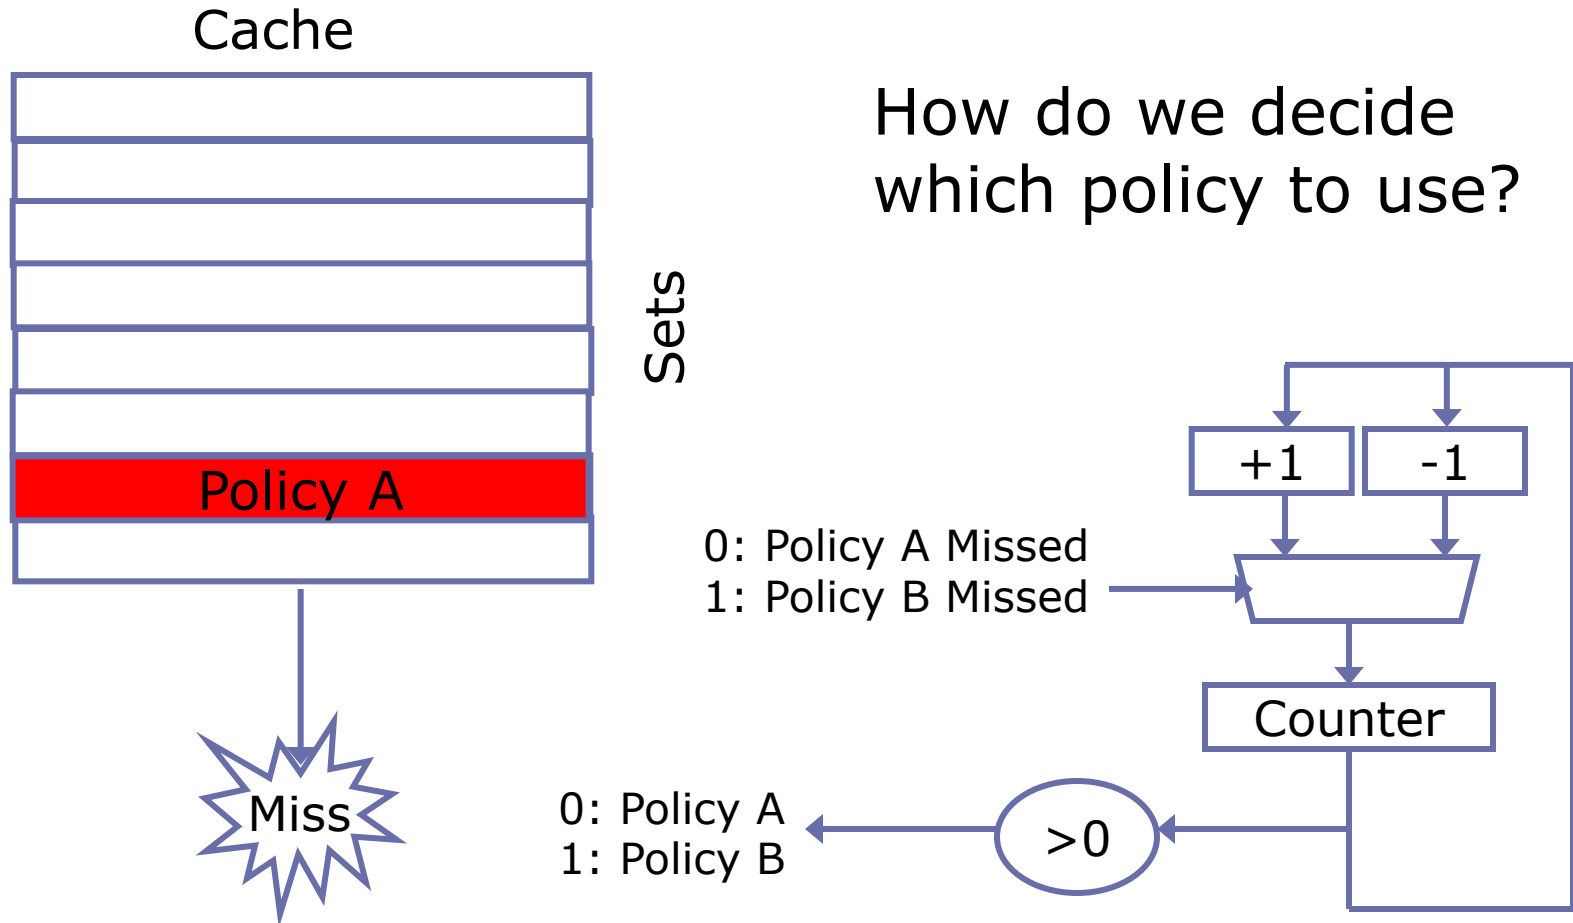 Cache
How do we decide
which policy to use?
Sets
Policy A
+1
-1
0: Policy A Missed
1: Policy B Missed
Counter
Miss
0: Policy A
1: Policy B
>0